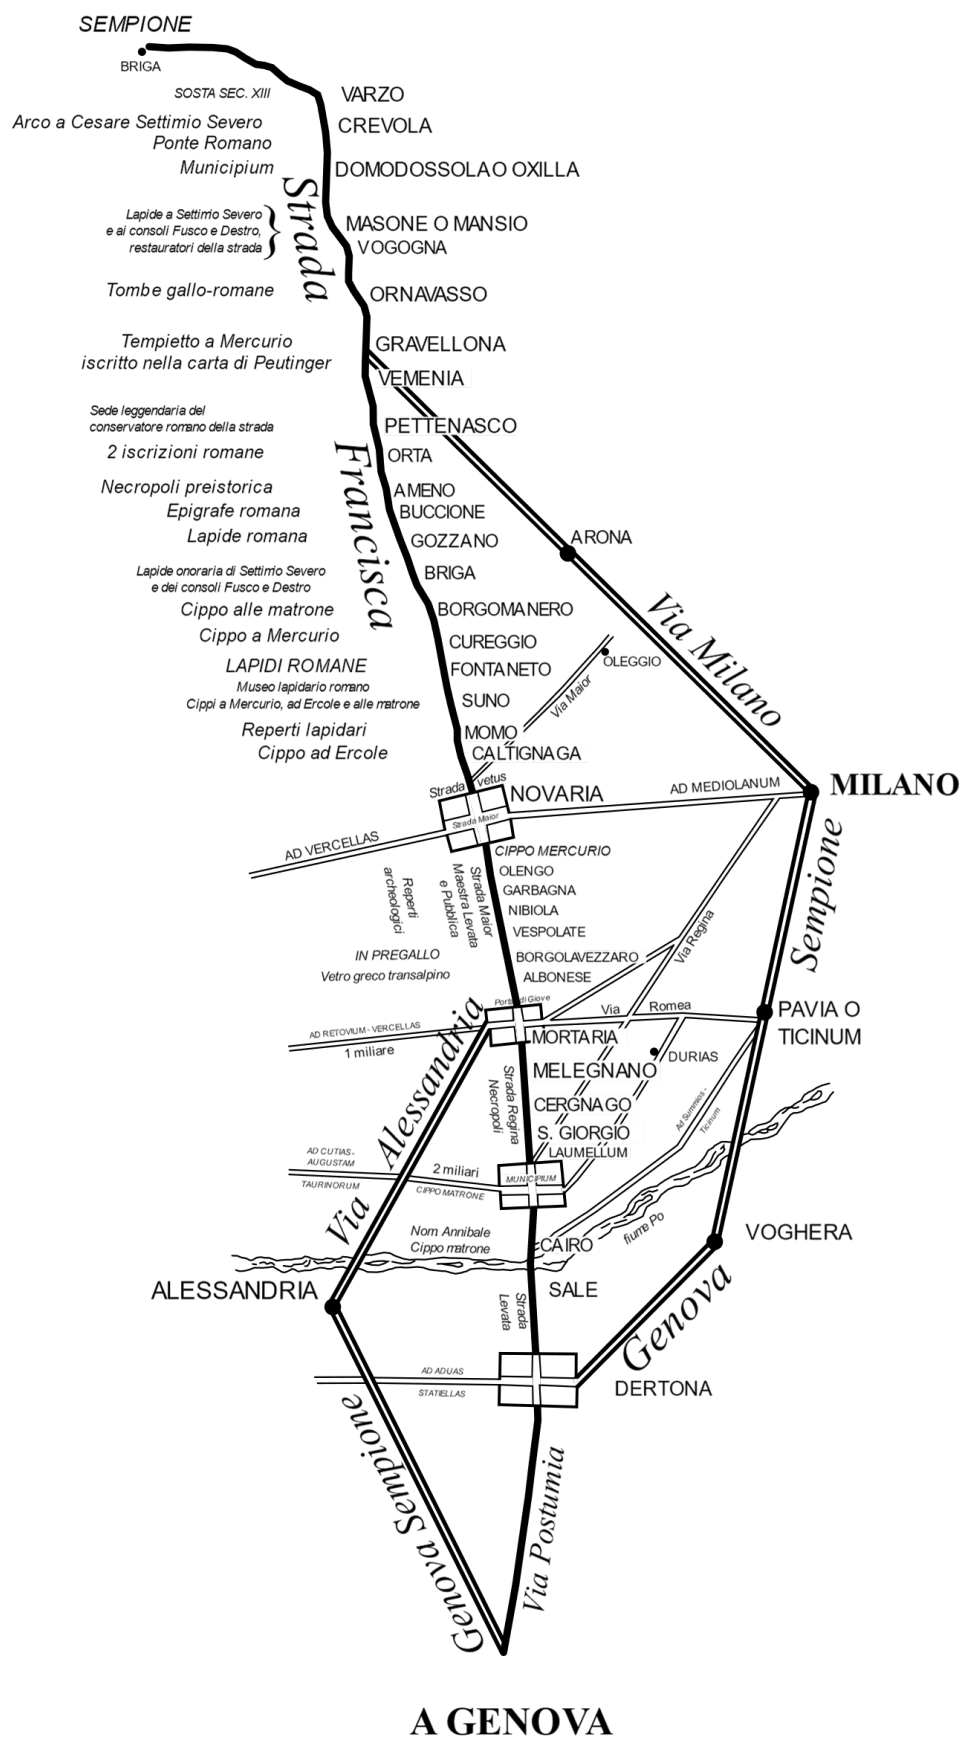 SEMPIONE
BRIGA
SOSTA SEC. XIII
VARZO
Arco a Cesare Settimio Severo
CREVOLA
Ponte Romano
Municipium
DOMODOSSOLA O OXILLA
Strada
Lapide a Settimio Severo
e ai consoli Fusco e Destro,
restauratori della strada
MASONE O MANSIO
VOGOGNA
Tombe gallo-romane
ORNAVASSO
Tempietto a Mercurio
iscritto nella carta di Peutinger
GRAVELLONA
VEMENIA
Sede leggendaria del
conservatore romano della strada
PETTENASCO
2 iscrizioni romane
ORTA
Francisca
Necropoli preistorica
AMENO
Epigrafe romana
BUCCIONE
Lapide romana
GOZZANO
ARONA
Lapide onoraria di Settimio Severo
e dei consoli Fusco e Destro
BRIGA
Cippo alle matrone
BORGOMANERO
Via Milano
Cippo a Mercurio
CUREGGIO
LAPIDI ROMANE
FONTANETO
OLEGGIO
Via Maior
Museo lapidario romano
Cippi a Mercurio, ad Ercole e alle matrone
SUNO
Reperti lapidari
MOMO
Cippo ad Ercole
CALTIGNAGA
Strada vetus
NOVARIA
AD MEDIOLANUM
MILANO
Strada Maior
AD VERCELLAS
Sempione
CIPPO MERCURIO
OLENGO
GARBAGNA
NIBIOLA
VESPOLATE
Strada Maior
Maestra Levata
e Pubblica
Reperti
archeologici
Via Regina
IN PREGALLO
BORGOLAVEZZARO
Vetro greco transalpino
ALBONESE
Porta di Giove
Via Romea
PAVIA O
TICINUM
AD RETOVIUM - VERCELLAS
1 miliare
MORTARIA
DURIAS
MELEGNANO
Via Alessandria
Strada Regina
Necropoli
CERGNAGO
Ad Summios -
Ticinum
S. GIORGIO
LAUMELLUM
AD CUTIAS -
AUGUSTAM
TAURINORUM
2 miliari
CIPPO MATRONE
MUNICIPIUM
Nom Annibale
Cippo matrone
fiume Po
CAIRO
VOGHERA
ALESSANDRIA
SALE
Strada
Levata
Genova
AD ADUAS
STATIELLAS
DERTONA
Genova Sempione
Via Postumia
A GENOVA